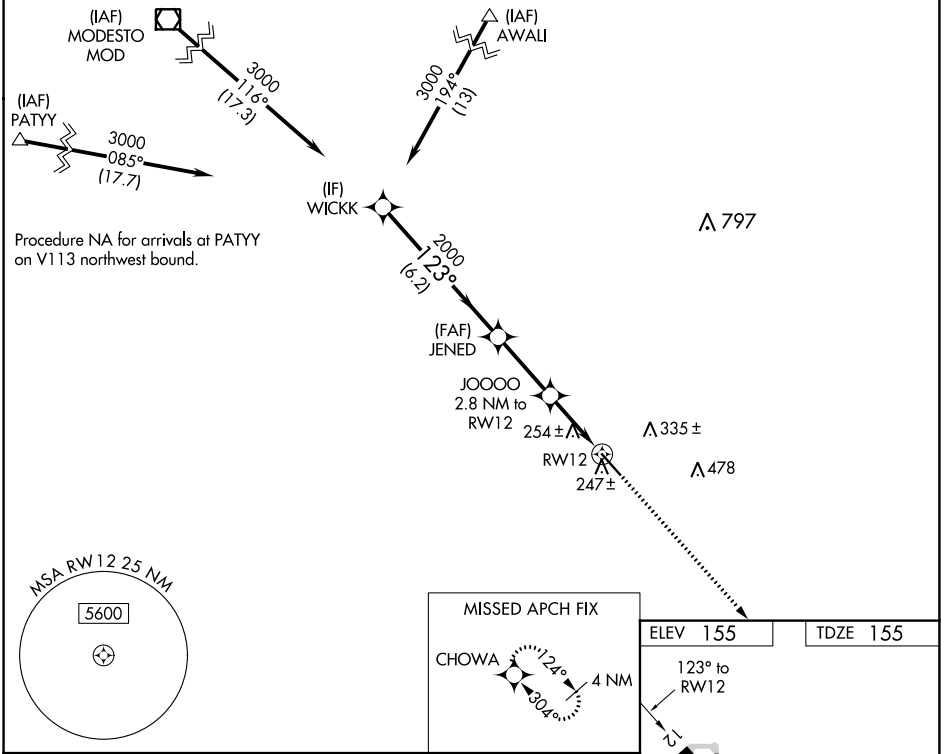 (IAF)
MODESTO
MOD
3000
116°
(17.3)
(IAF)
AWALI
3000
194°
(13)
(IAF)
PATYY
3000
085°
(17.7)
(IF)
WICKK
Procedure NA for arrivals at PATYY
on V113 northwest bound.
797
2000
123°
(6.2)
(FAF)
JENED
JOOOO
2.8 NM to
RW12
254±
335±
RW12
478
247±
MSA RW12 25 NM
5600
MISSED APCH FIX
CHOWA
124°
4 NM
304°
ELEV 155
TDZE 155
123° to
RW12
12